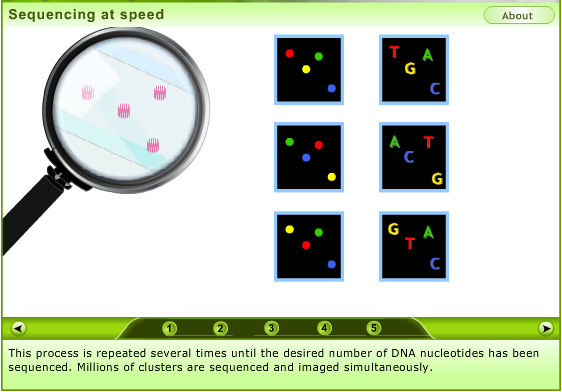 Sequencing at speed
About
T A
G
C
A T
C
G
G A
T
C
1 2 3 4 5
This process is repeated several times until the desired number of DNA nucleotides has been
sequenced. Millions of clusters are sequenced and imaged simultaneously.